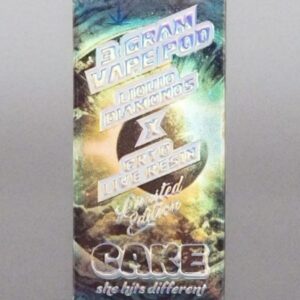 3 GRAM
VAPE POD
LIQUID
DIAMONDS
X
CRYO
LIVE RESIN
Limited
Edition
CAKE
she hits different